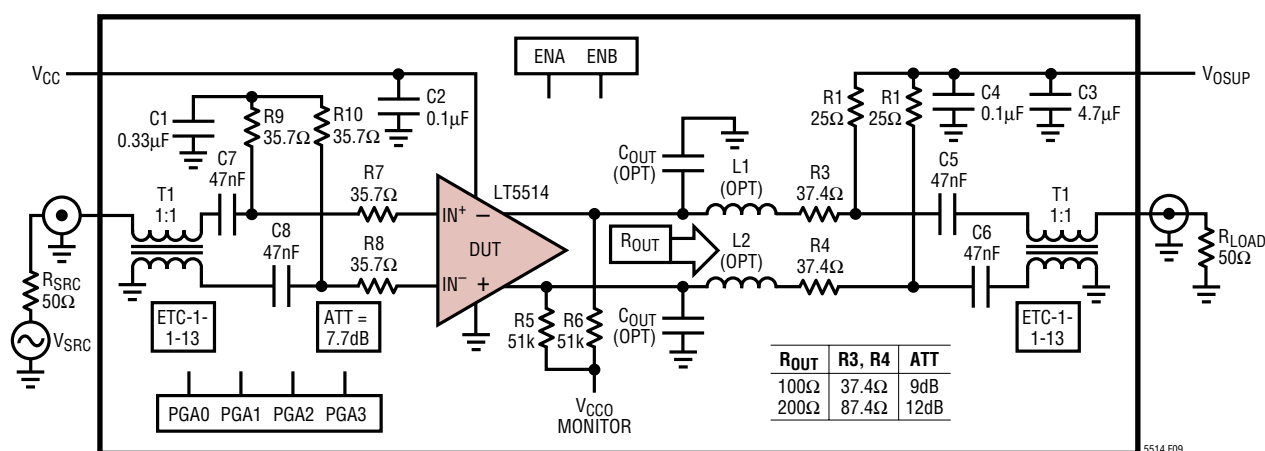 ENA ENB
VCC
VOSUP
C1
0.33µF
R9
35.7Ω
R10
35.7Ω
C2
0.1µF
R1
25Ω
R1
25Ω
C4
0.1µF
C3
4.7µF
C7
47nF
T1
1:1
C8
47nF
R7
35.7Ω
R8
35.7Ω
LT5514
IN+ –
DUT
IN– +
COUT
(OPT)
L1
(OPT)
R3
37.4Ω
ROUT
L2
(OPT)
R4
37.4Ω
C5
47nF
C6
47nF
T1
1:1
RLOAD
50Ω
RSRC
50Ω
VSRC
ETC-1-
1-13
ATT =
7.7dB
R5
51k
R6
51k
COUT
(OPT)
ETC-1-
1-13
ROUT R3, R4 ATT
100Ω 37.4Ω 9dB
200Ω 87.4Ω 12dB
PGA0 PGA1 PGA2 PGA3
VCCO
MONITOR
5514 F09